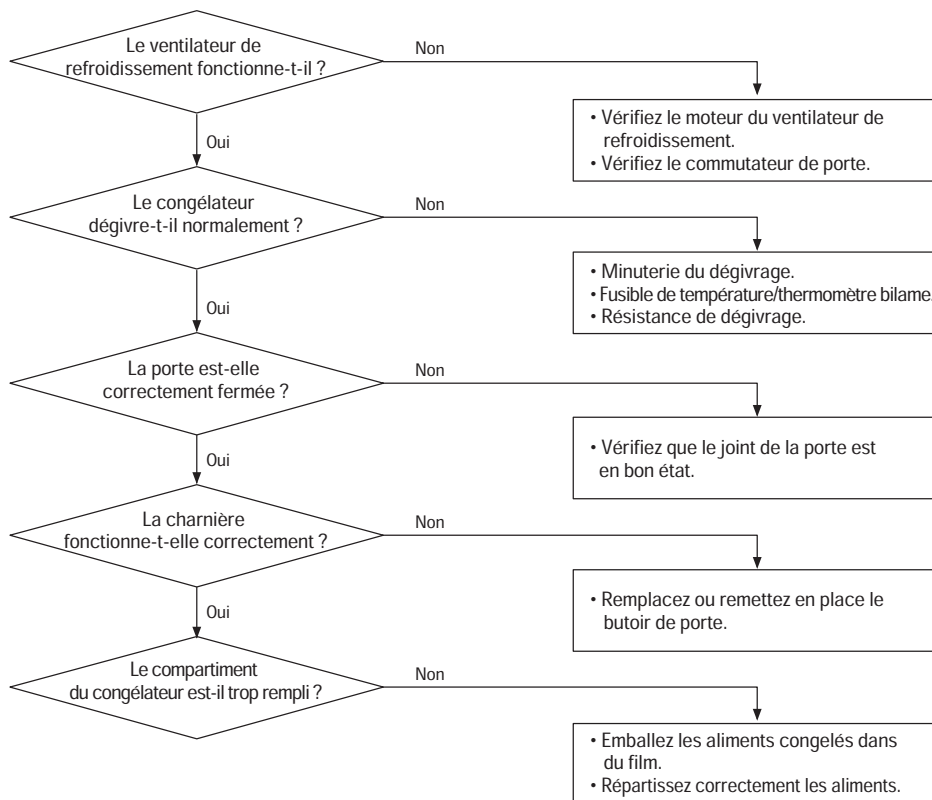 Le ventilateur de
refroidissement fonctionne-t-il ?
Non
• Vérifiez le moteur du ventilateur de
refroidissement.
• Vérifiez le commutateur de porte.
Oui
Le congélateur
dégivre-t-il normalement ?
Non
• Minuterie du dégivrage.
• Fusible de température/thermomètre bilame.
• Résistance de dégivrage.
Oui
La porte est-elle
correctement fermée ?
Non
• Vérifiez que le joint de la porte est
en bon état.
Oui
La charnière
fonctionne-t-elle correctement ?
Non
• Remplacez ou remettez en place le
butoir de porte.
Oui
Le compartiment
du congélateur est-il trop rempli ?
Non
• Emballez les aliments congelés dans
du film.
• Répartissez correctement les aliments.